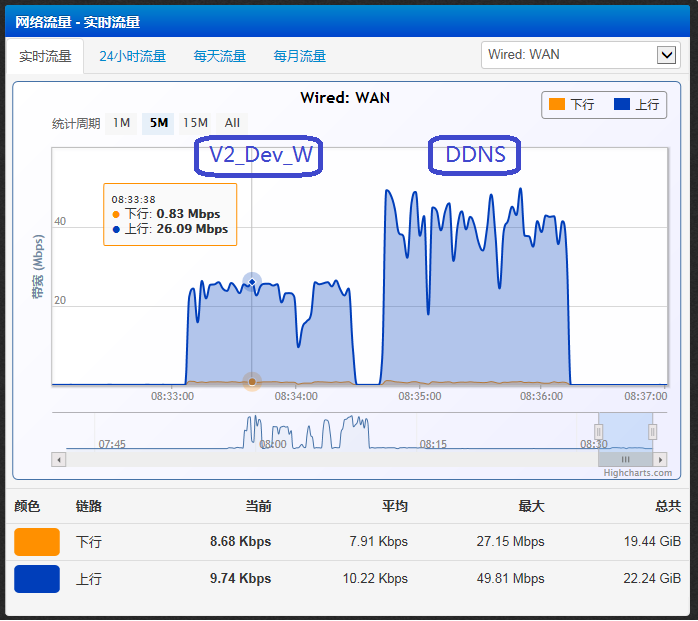 网络流量 - 实时流量
实时流量 24小时流量 每天流量 每月流量 Wired: WAN
Wired: WAN
下行 上行
统计周期 1M 5M 15M All
V2_Dev_W DDNS
08:33:38
下行: 0.83 Mbps
上行: 26.09 Mbps
带宽 (Mbps)
40
20
08:33:00 08:34:00 08:35:00 08:36:00 08:37:00
07:45 08:00 08:15 08:30
Highcharts.com
颜色 链路 当前 平均 最大 总共
下行 8.68 Kbps 7.91 Kbps 27.15 Mbps 19.44 GiB
上行 9.74 Kbps 10.22 Kbps 49.81 Mbps 22.24 GiB